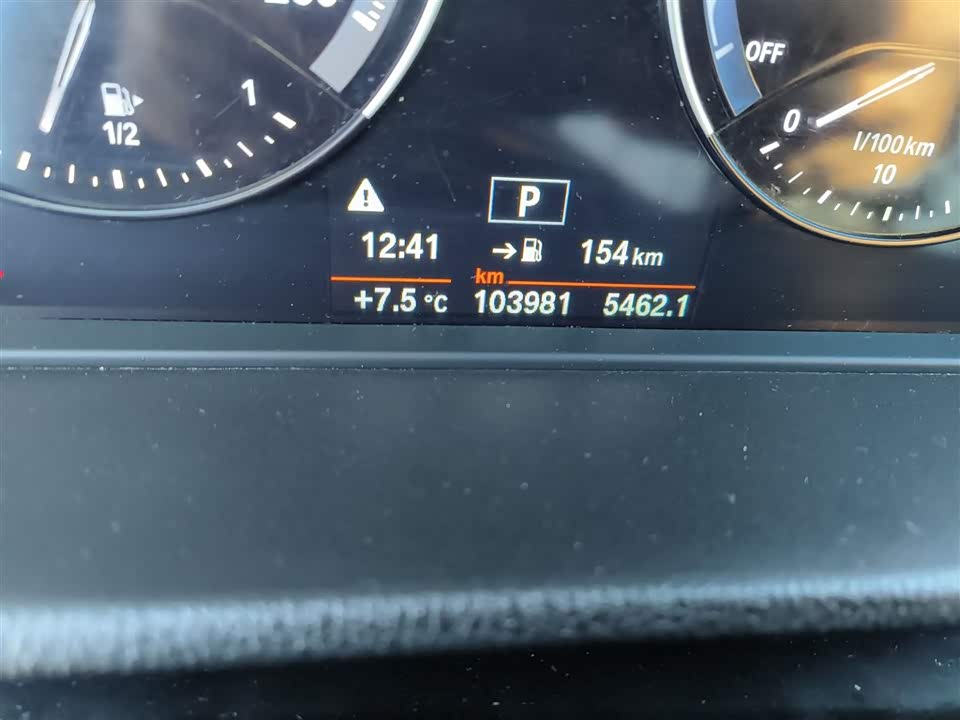 OFF
1
1/2
0
l/100km
10
P
12:41 154 km
km
+7.5 °C 103981 5462.1